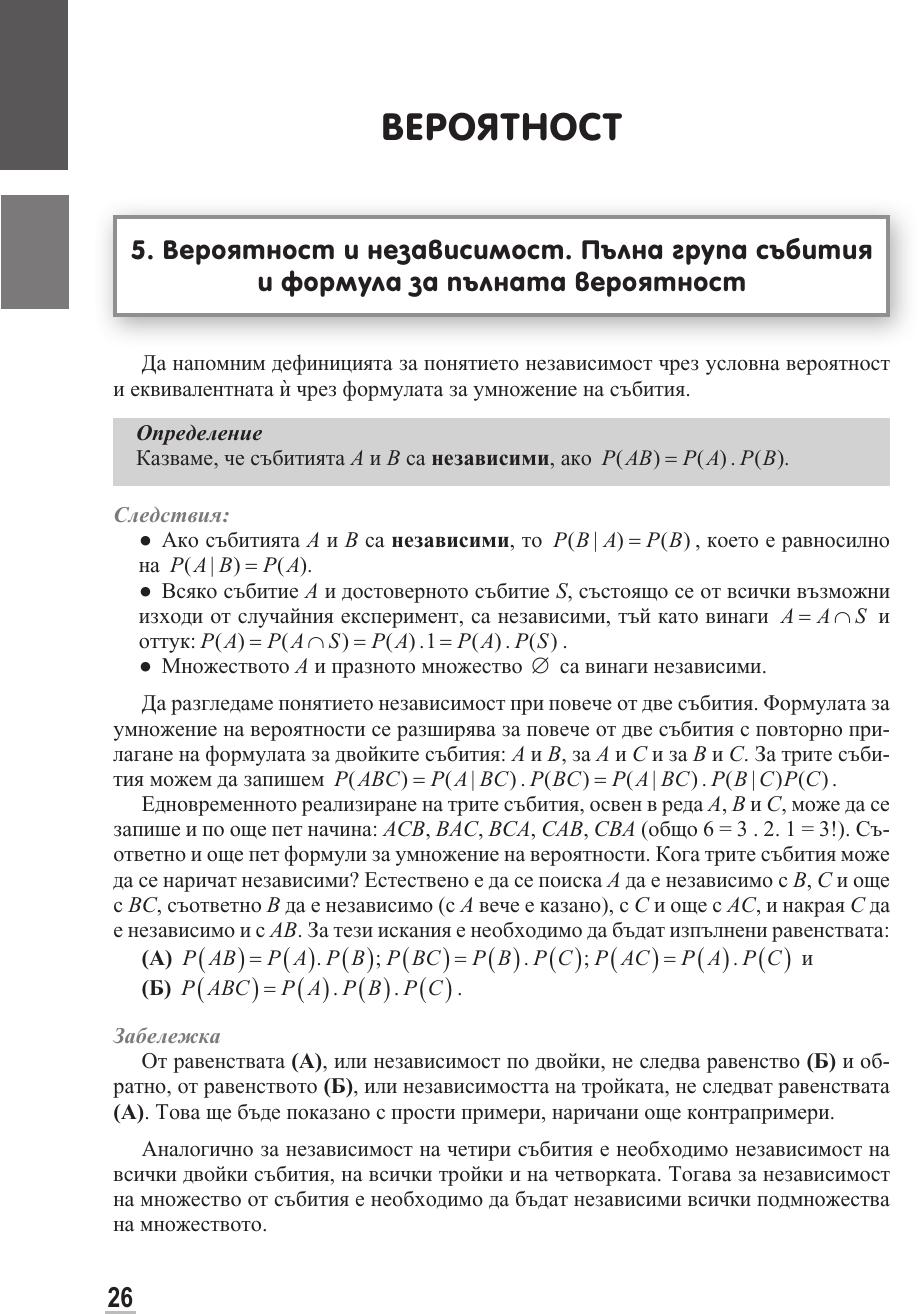 ВЕРОЯТНОСТ
5. Вероятност и независимост. Пълна група събития
и формула за пълната вероятност
Да напомним дефиницията за понятието независимост чрез условна вероятност
и еквивалентната ѝ чрез формулата за умножение на събития.
Определение
Казваме, че събитията A и B са независими, ако P(AB) = P(A) . P(B).
Следствия:
● Ако събитията A и B са независими, то P(B | A) = P(B) , което е равносилно
на P(A | B) = P(A).
● Всяко събитие A и достоверното събитие S, състоящо се от всички възможни
изходи от случайния експеримент, са независими, тъй като винаги A = A ∩ S и
оттук: P(A) = P(A ∩ S) = P(A) .1 = P(A) . P(S) .
● Множеството A и празното множество ∅ са винаги независими.
Да разгледаме понятието независимост при повече от две събития. Формулата за
умножение на вероятности се разширява за повече от две събития с повторно при-
лагане на формулата за двойките събития: A и B, за A и C и за B и C. За трите съби-
тия можем да запишем P(ABC) = P(A | BC) . P(BC) = P(A | BC) . P(B | C)P(C) .
Едновременното реализиране на трите събития, освен в реда A, B и C, може да се
запише и по още пет начина: ACB, BAC, BCA, CAB, CBA (общо 6 = 3 . 2. 1 = 3!). Съ-
ответно и още пет формули за умножение на вероятности. Кога трите събития може
да се наричат независими? Естествено е да се поиска A да е независимо с B, C и още
с BC, съответно B да е независимо (с A вече е казано), с C и още с AC, и накрая C да
е независимо и с AB. За тези искания е необходимо да бъдат изпълнени равенствата:
(А) P(AB) = P(A). P(B); P(BC) = P(B) . P(C); P(AC) = P(A) . P(C) и
(Б) P(ABC) = P(A) . P(B) . P(C) .
Забележка
От равенствата (А), или независимост по двойки, не следва равенство (Б) и об-
ратно, от равенството (Б), или независимостта на тройката, не следват равенствата
(А). Това ще бъде показано с прости примери, наричани още контрапримери.
Аналогично за независимост на четири събития е необходимо независимост на
всички двойки събития, на всички тройки и на четворката. Тогава за независимост
на множество от събития е необходимо да бъдат независими всички подмножества
на множеството.
26